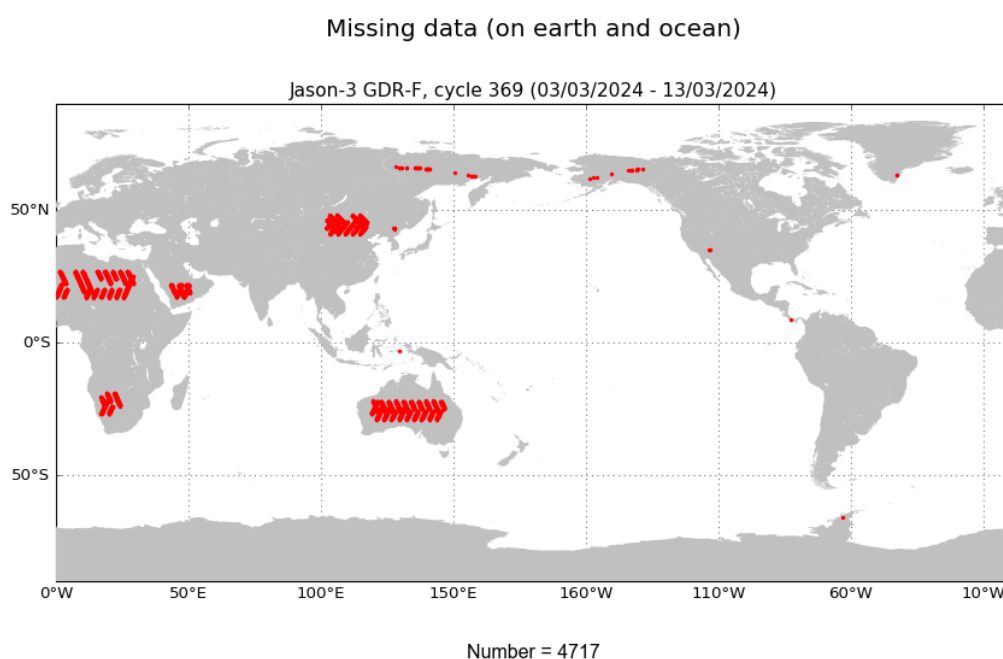 Missing data (on earth and ocean)
Jason-3 GDR-F, cycle 369 (03/03/2024 - 13/03/2024)
50°N
0°S
50°S
0°W 50°E 100°E 150°E 160°W 110°W 60°W 10°W
Number = 4717